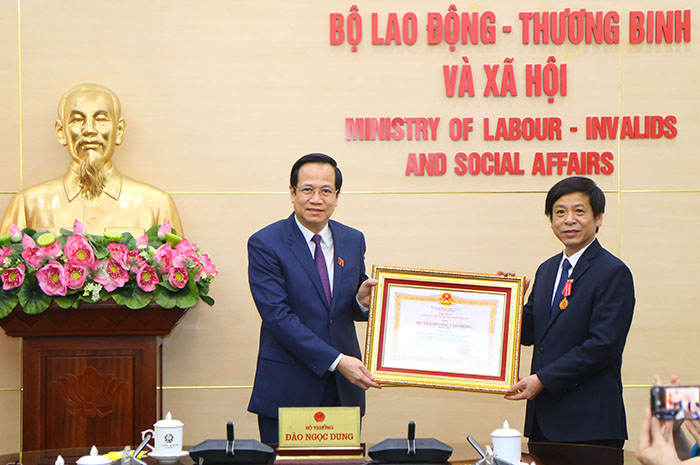 BỘ LAO ĐỘNG - THƯƠNG BINH
VÀ XÃ HỘI
MINISTRY OF LABOUR - INVALIDS
AND SOCIAL AFFAIRS
HUÂN CHƯƠNG LAO ĐỘNG
BỘ TRƯỞNG
ĐÀO NGỌC DUNG